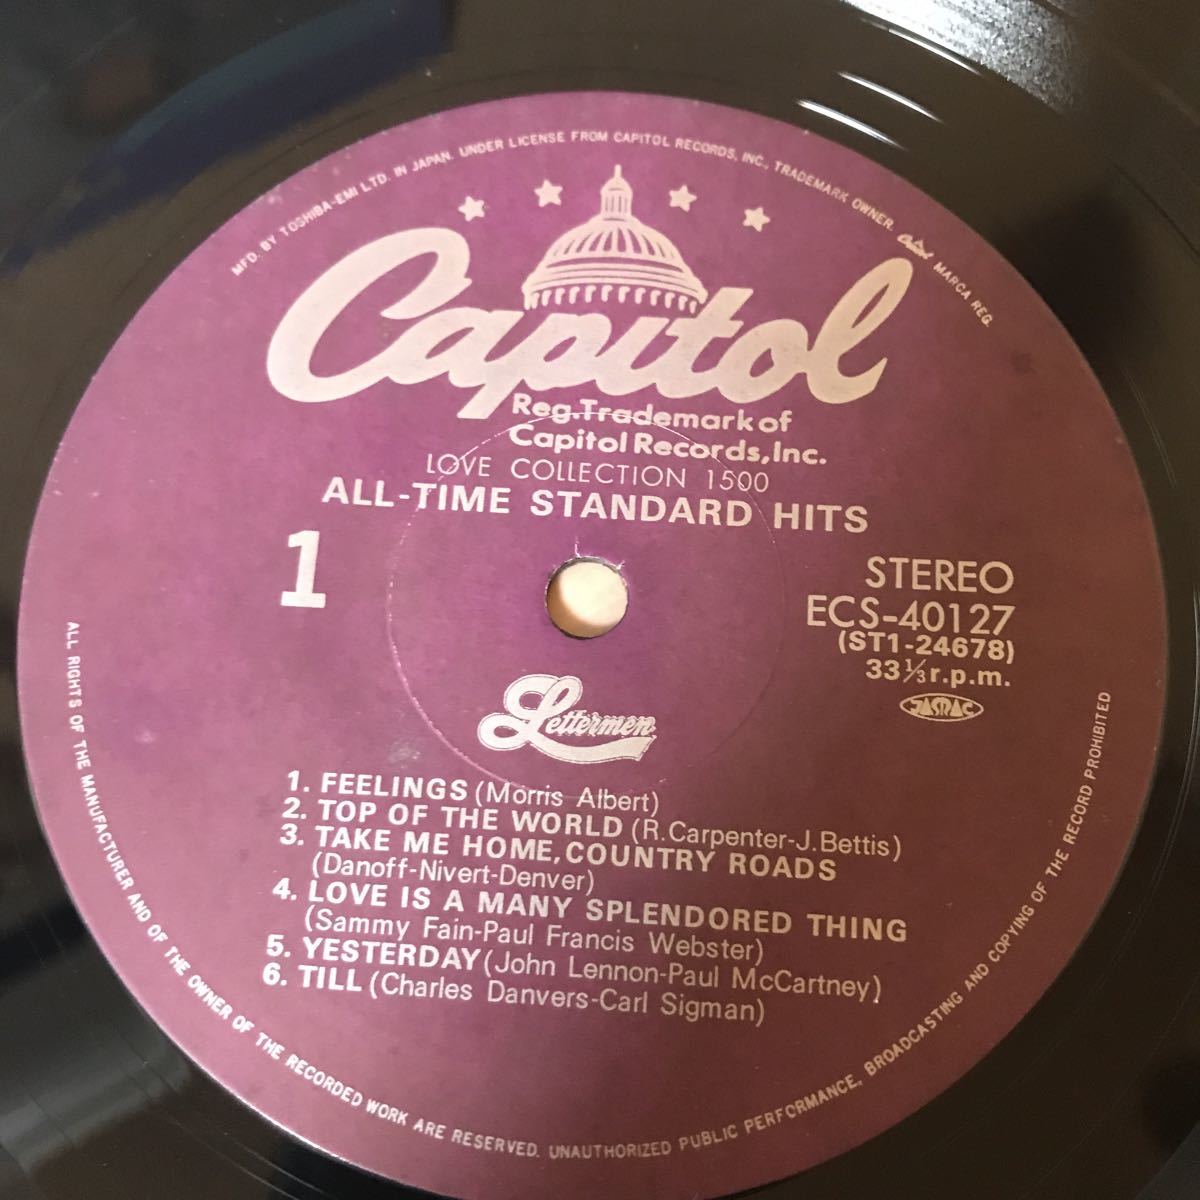 MFD. BY TOSHIBA-EMI LTD. IN JAPAN. UNDER LICENSE FROM CAPITOL RECORDS, INC., TRADEMARK OWNER. Capitol MARCA REG.
Capitol
Reg.Trademark of
Capitol Records,Inc.
LOVE COLLECTION 1500
ALL-TIME STANDARD HITS
1
STEREO
ECS-40127
(ST1-24678)
33⅓r.p.m.
JASRAC
Lettermen
1. FEELINGS (Morris Albert)
2. TOP OF THE WORLD (R.Carpenter-J.Bettis)
3. TAKE ME HOME,COUNTRY ROADS
(Danoff-Nivert-Denver)
4. LOVE IS A MANY SPLENDORED THING
(Sammy Fain-Paul Francis Webster)
5. YESTERDAY (John Lennon-Paul McCartney)
6. TILL (Charles Danvers-Carl Sigman)
ALL RIGHTS OF THE MANUFACTURER AND OF THE OWNER OF THE RECORDED WORK ARE RESERVED. UNAUTHORIZED PUBLIC PERFORMANCE, BROADCASTING AND COPYING OF THE RECORD PROHIBITED